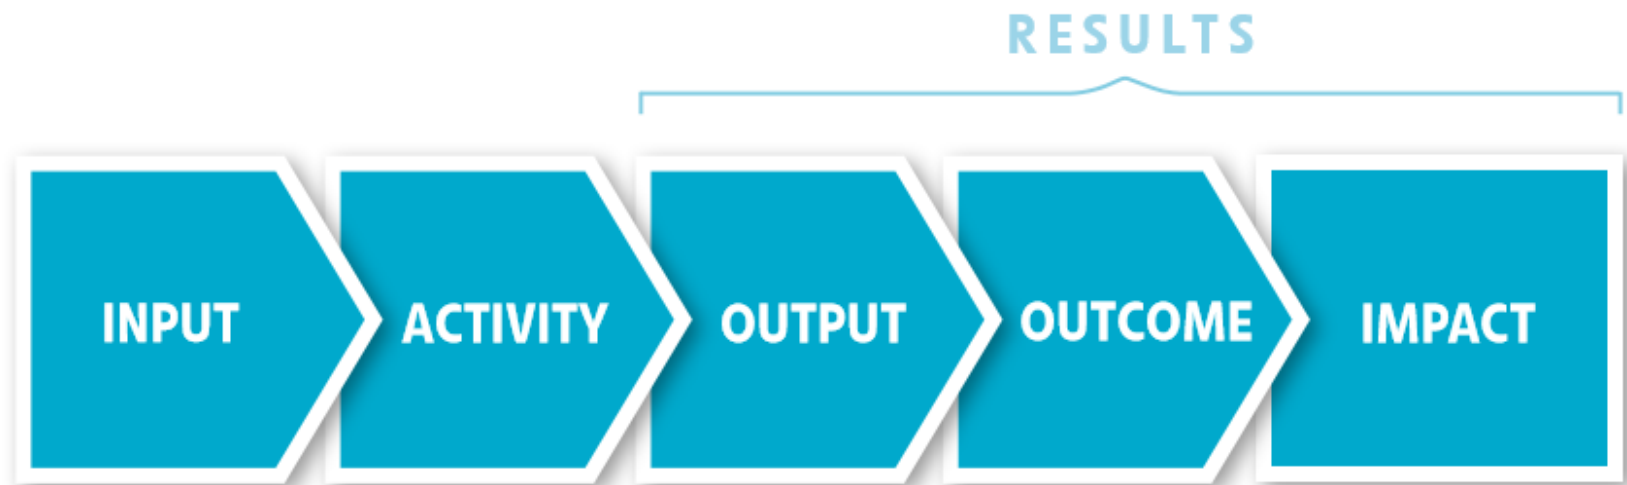 RESULTS
INPUT
ACTIVITY
OUTPUT
OUTCOME
IMPACT